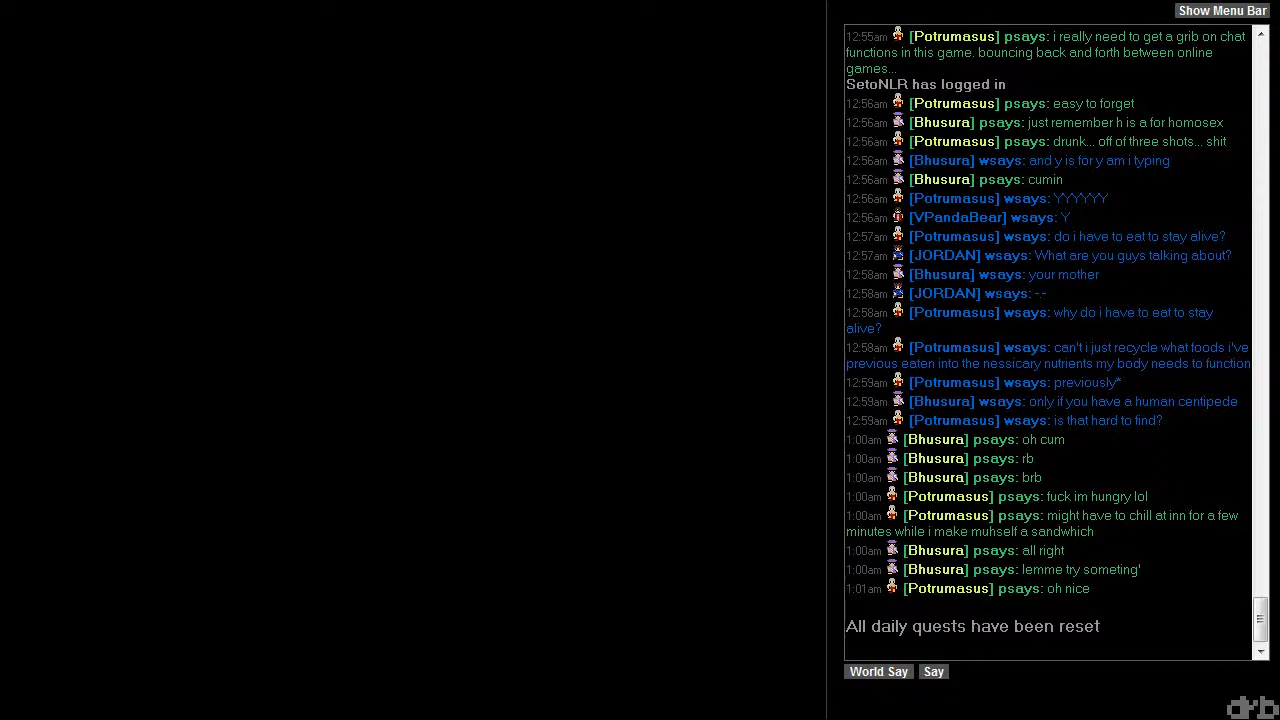 Show Menu Bar
12:55am [Potrumasus] psays: i really need to get a grib on chat
functions in this game. bouncing back and forth between online
games...
SetoNLR has logged in
12:56am [Potrumasus] psays: easy to forget
12:56am [Bhusura] psays: just remember h is a for homosex
12:56am [Potrumasus] psays: drunk... off of three shots... shit
12:56am [Bhusura] wsays: and y is for y am i typing
12:56am [Bhusura] psays: cumin
12:56am [Potrumasus] wsays: YYYYYY
12:56am [VPandaBear] wsays: Y
12:57am [Potrumasus] wsays: do i have to eat to stay alive?
12:57am [JORDAN] wsays: What are you guys talking about?
12:58am [Bhusura] wsays: your mother
12:58am [JORDAN] wsays: -.-
12:58am [Potrumasus] wsays: why do i have to eat to stay
alive?
12:58am [Potrumasus] wsays: can't i just recycle what foods i've
previous eaten into the nessicary nutrients my body needs to function
12:59am [Potrumasus] wsays: previously*
12:59am [Bhusura] wsays: only if you have a human centipede
12:59am [Potrumasus] wsays: is that hard to find?
1:00am [Bhusura] psays: oh cum
1:00am [Bhusura] psays: rb
1:00am [Bhusura] psays: brb
1:00am [Potrumasus] psays: fuck im hungry lol
1:00am [Potrumasus] psays: might have to chill at inn for a few
minutes while i make muhself a sandwhich
1:00am [Bhusura] psays: all right
1:00am [Bhusura] psays: lemme try someting'
1:01am [Potrumasus] psays: oh nice
All daily quests have been reset
World Say Say